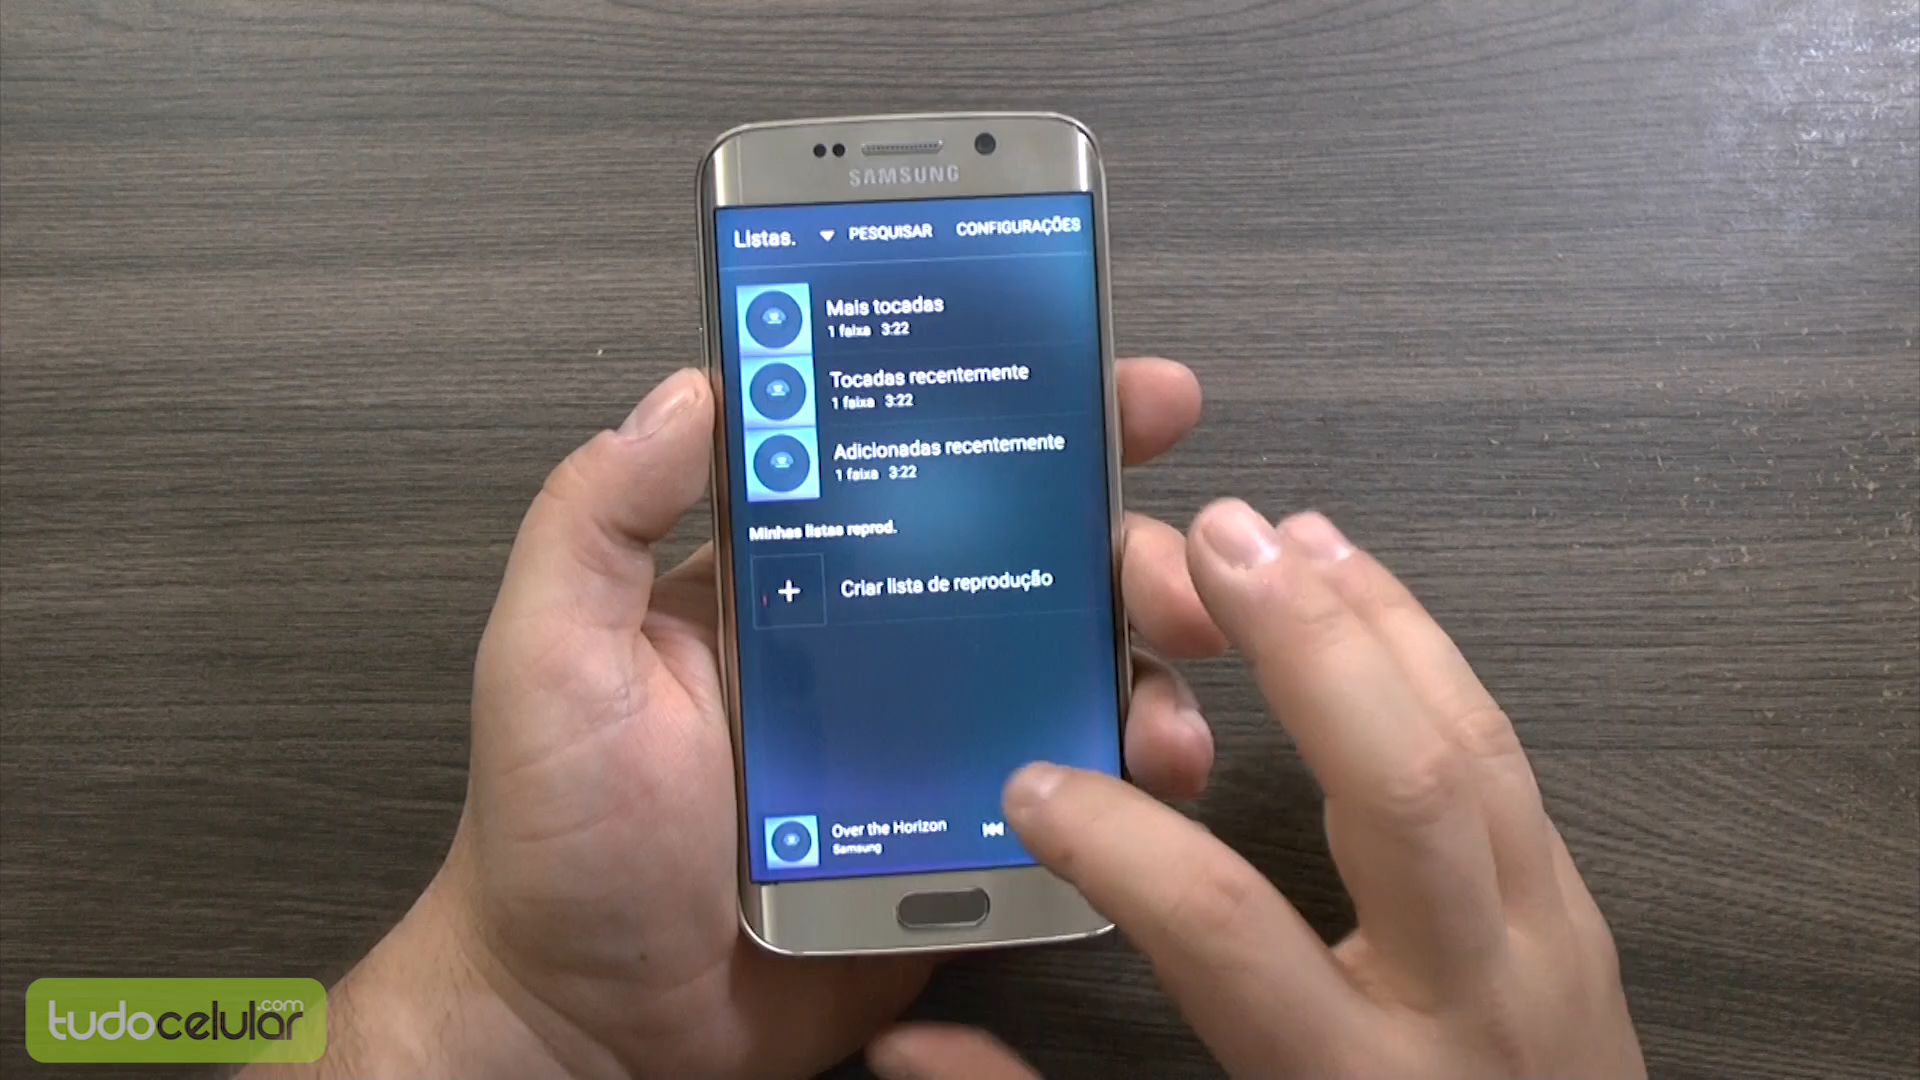 SAMSUNG
Listas. PESQUISAR CONFIGURAÇÕES
Mais tocadas
1 faixa 3:22
Tocadas recentemente
1 faixa 3:22
Adicionadas recentemente
1 faixa 3:22
Minhas listas reprod.
Criar lista de reprodução
Over the Horizon
Samsung
tudocelular.com